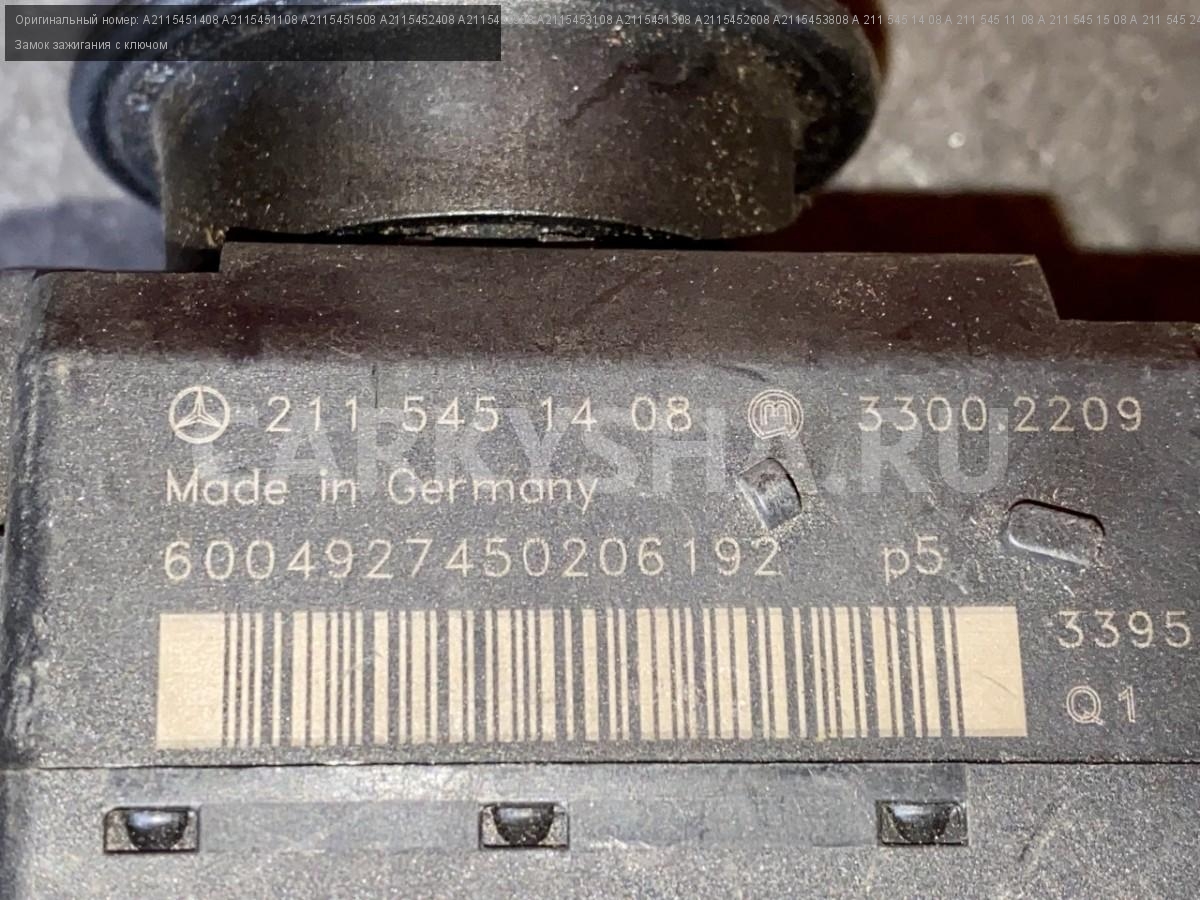 Оригинальный номер: A2115451408 A2115451108 A2115451508 A2115452408 A2115453108 A2115451308 A2115452608 A2115453808 A 211 545 14 08 A 211 545 11 08 A 211 545 15 08 A 211 545 24
Замок зажигания с ключом
211 545 14 08 3300.2209
CARKYSHA.RU
Made in Germany
6004927450206192 p5
3395
Q1